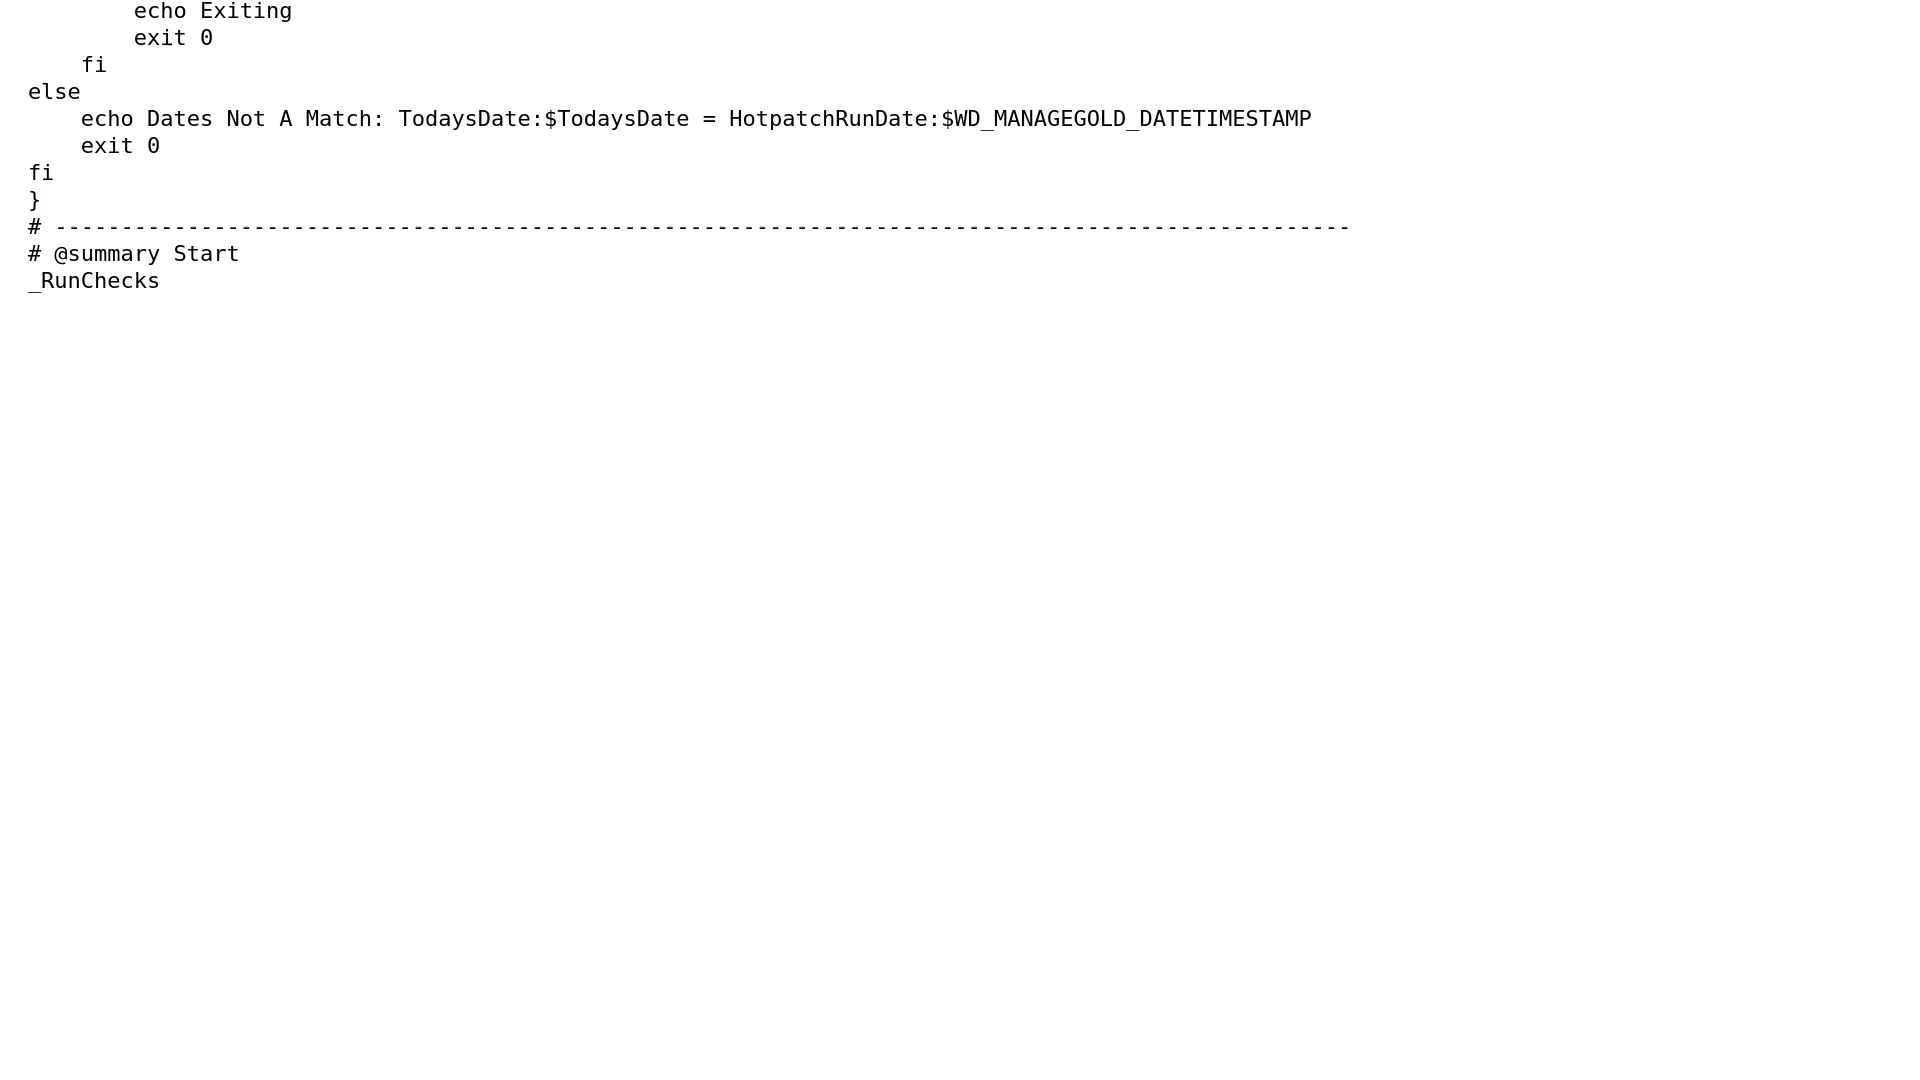 echo Exiting
        exit 0
    fi
else
    echo Dates Not A Match: TodaysDate:$TodaysDate = HotpatchRunDate:$WD_MANAGEGOLD_DATETIMESTAMP
    exit 0
fi
}
# --------------------------------------------------------------------------------------------------
# @summary Start
_RunChecks